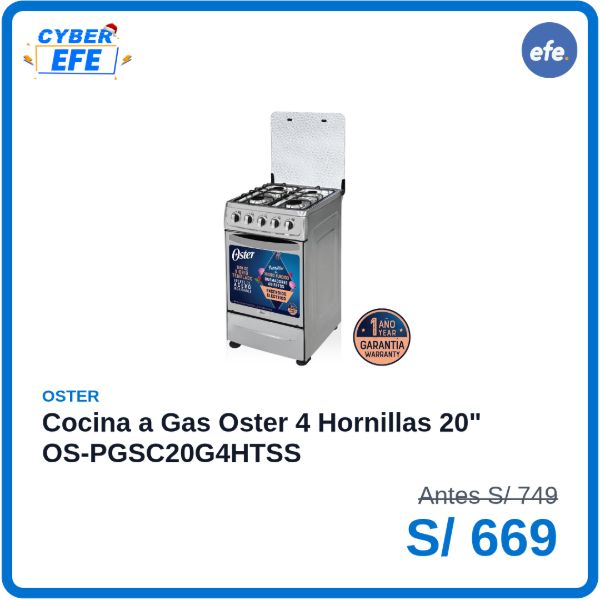 CYBER
EFE
efe.
Oster
1 AÑO
YEAR
GARANTIA
WARRANTY
OSTER
Cocina a Gas Oster 4 Hornillas 20"
OS-PGSC20G4HTSS
Antes S/ 749
S/ 669